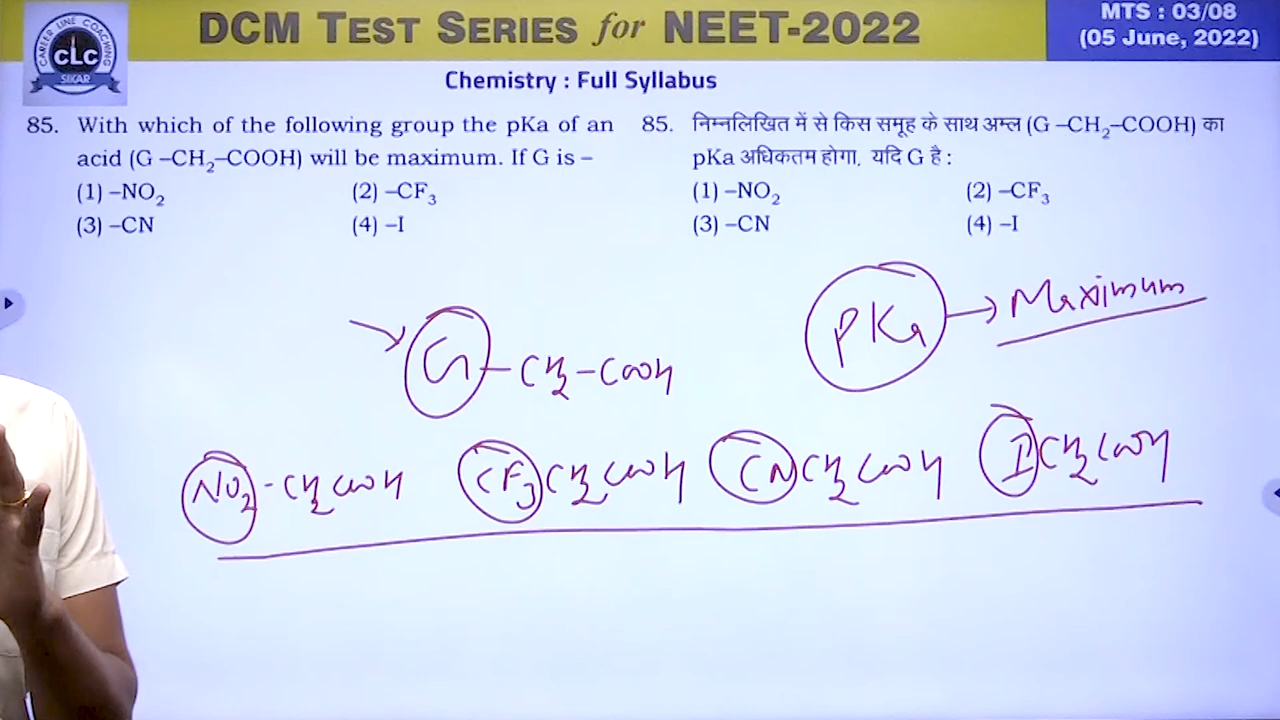 CAREER LINE COACHING
CLC
SIKAR
DCM TEST SERIES for NEET-2022
MTS : 03/08
(05 June, 2022)
Chemistry : Full Syllabus
85. With which of the following group the pKa of an
acid (G –CH₂–COOH) will be maximum. If G is –
(1) –NO₂ (2) –CF₃
(3) –CN (4) –I
85. निम्नलिखित में से किस समूह के साथ अम्ल (G –CH₂–COOH) का
pKa अधिकतम होगा, यदि G है :
(1) –NO₂ (2) –CF₃
(3) –CN (4) –I
PKa → Maximum
G–CH₂–COOH
NO₂-CH₂COOH CF₃CH₂COOH CNCH₂COOH ICH₂COOH